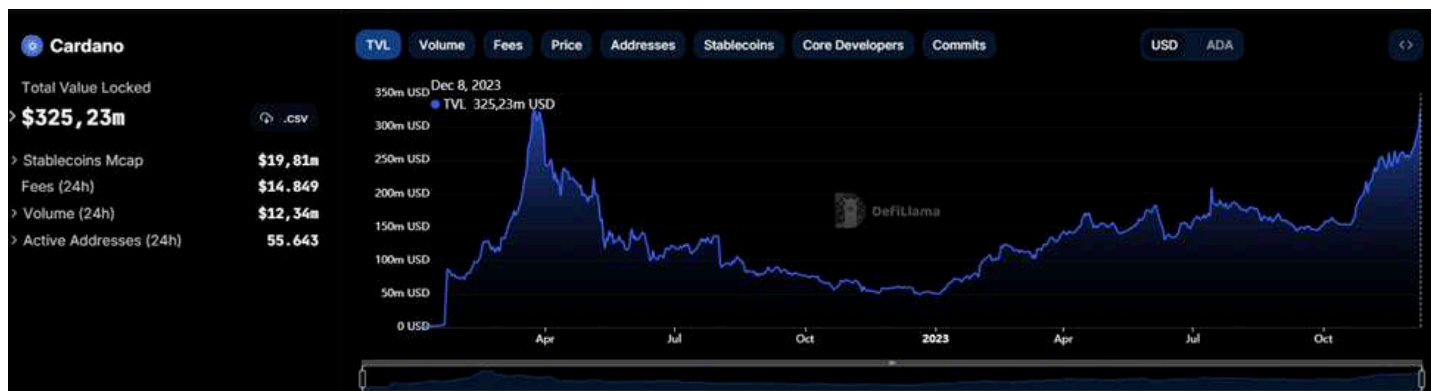 Cardano
Total Value Locked
$325,23m
.csv
Stablecoins Mcap $19,81m
Fees (24h) $14.849
Volume (24h) $12,34m
Active Addresses (24h) 55.643
TVL Volume Fees Price Addresses Stablecoins Core Developers Commits USD ADA
Dec 8, 2023
TVL 325,23m USD
350m USD
300m USD
250m USD
200m USD
150m USD
100m USD
50m USD
0 USD
DefiLlama
Apr Jul Oct 2023 Apr Jul Oct